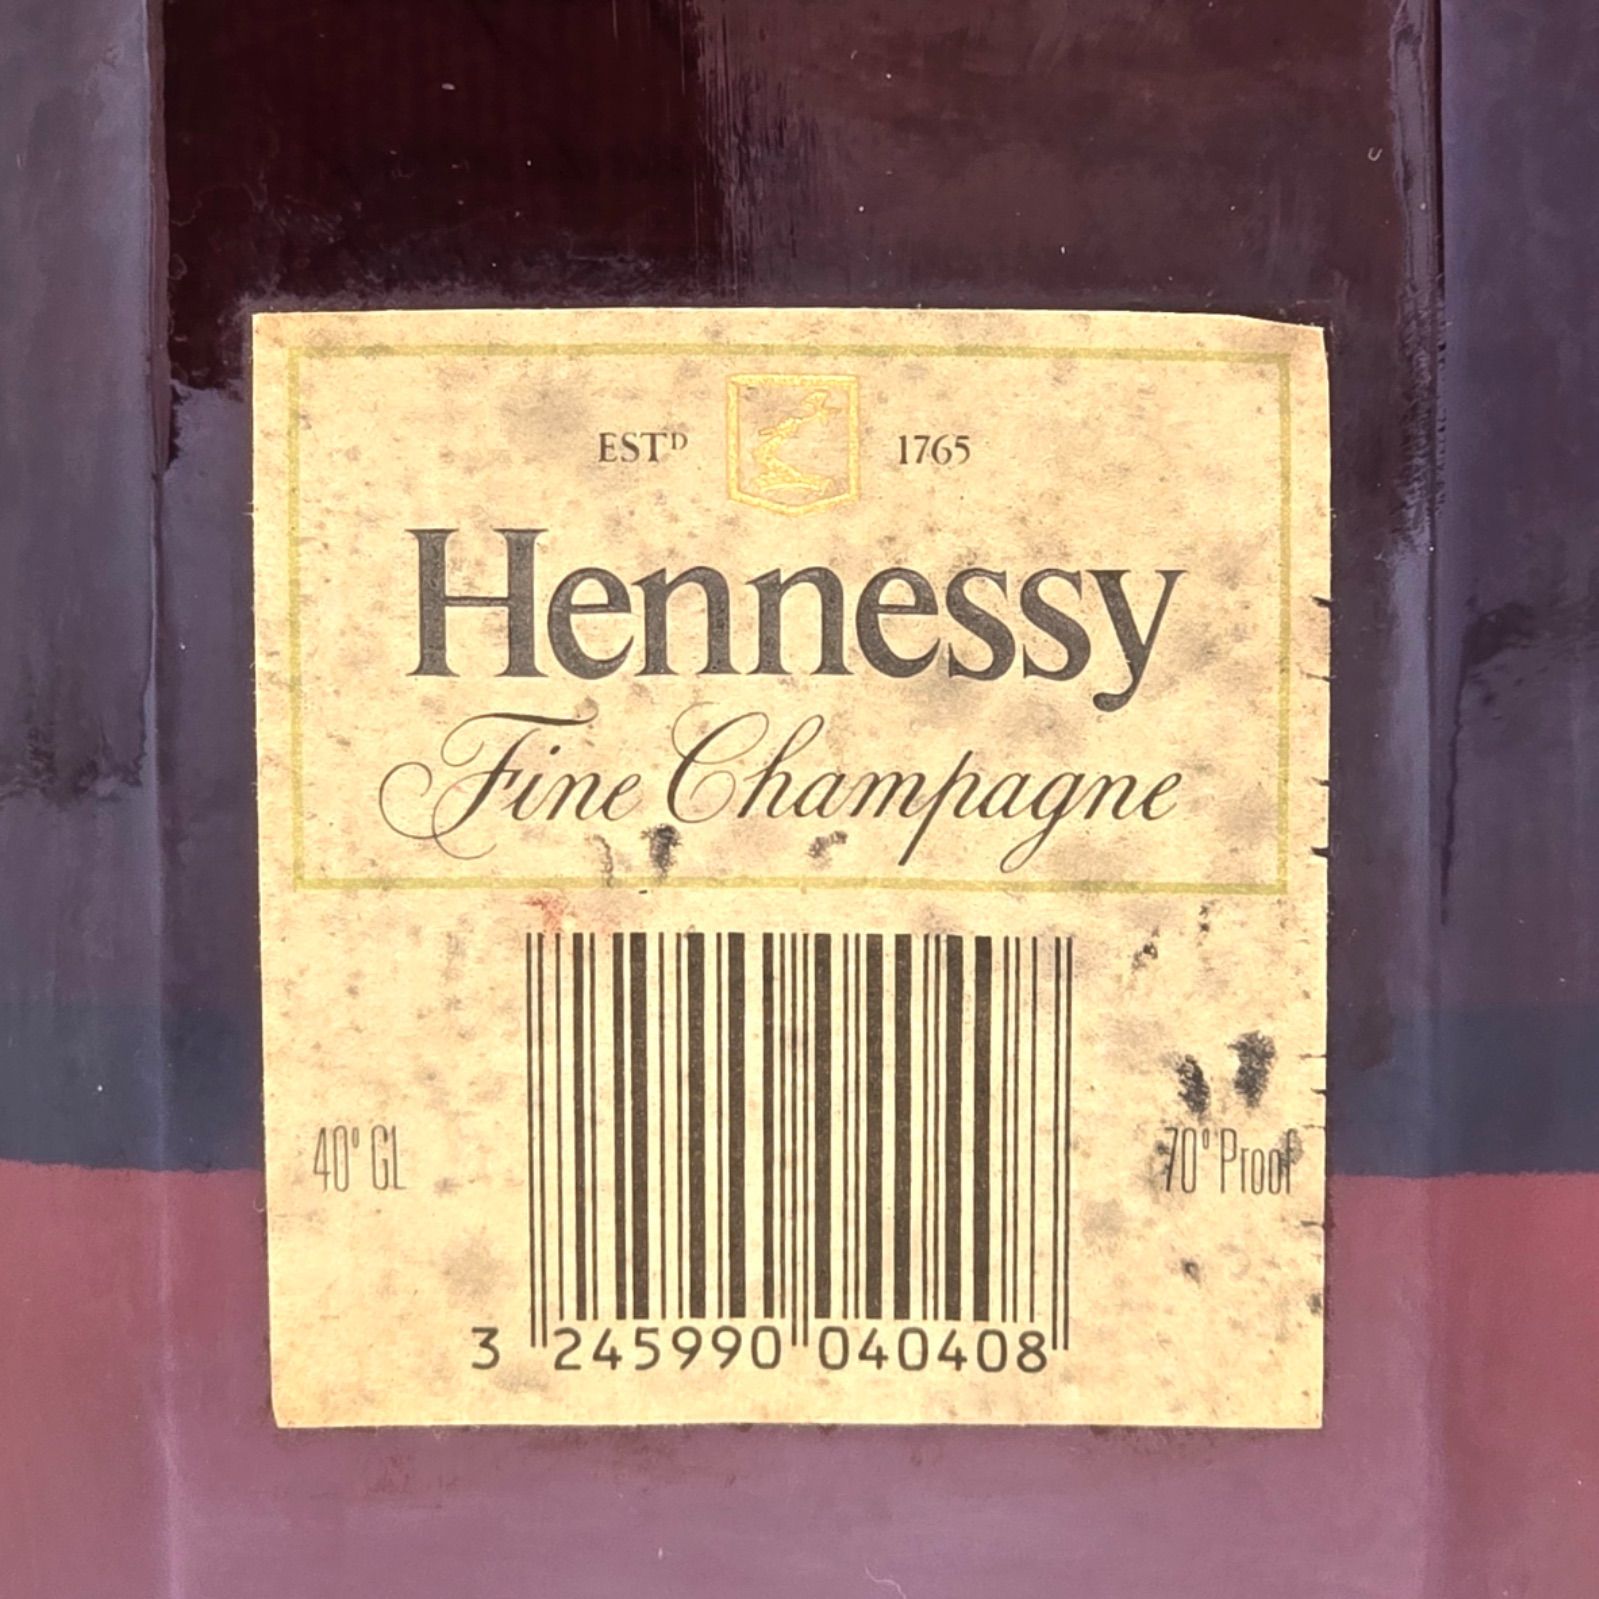 ESTᴰ 1765
Hennessy
Fine Champagne
40° GL 70° Proof
3 245990 040408